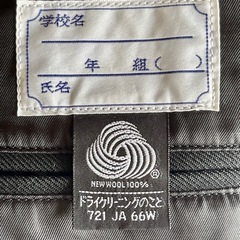 学校名
年 組( )
氏名
NEW WOOL 100%
ドライクリーニングのこと
721 JA 66W